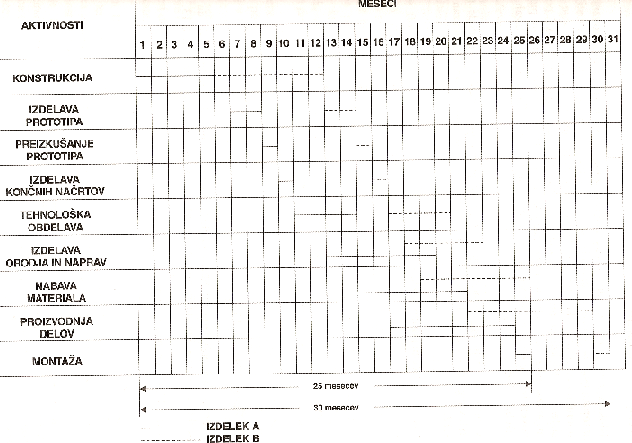 MESECI
AKTIVNOSTI
1 2 3 4 5 6 7 8 9 10 11 12 13 14 15 16 17 18 19 20 21 22 23 24 25 26 27 28 29 30 31
KONSTRUKCIJA
IZDELAVA
PROTOTIPA
PREIZKUŠANJE
PROTOTIPA
IZDELAVA
KONČNIH NAČRTOV
TEHNOLOŠKA
OBDELAVA
IZDELAVA
ORODJA IN NAPRAV
NABAVA
MATERIALA
PROIZVODNJA
DELOV
MONTAŽA
25 mesecev
30 mesecev
IZDELEK A
IZDELEK B